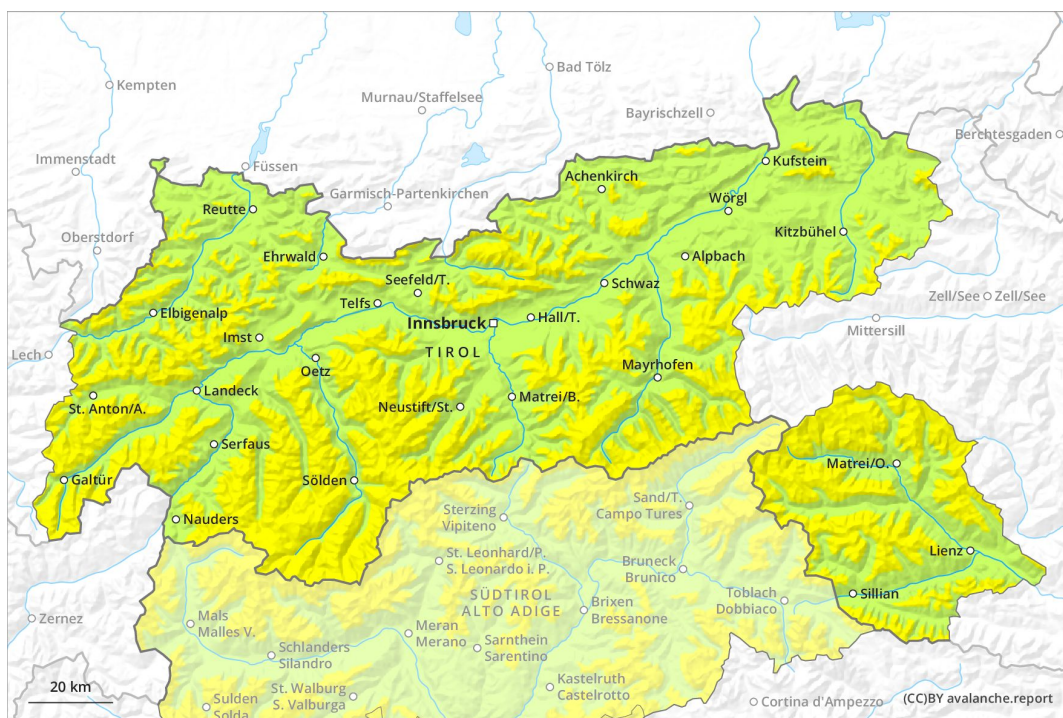 Kempten
Bad Tölz
Murnau/Staffelsee
Bayrischzell
Berchtesgaden
Immenstadt
Füssen
Kufstein
Garmisch-Partenkirchen
Achenkirch
Reutte
Wörgl
Oberstdorf
Kitzbühel
Ehrwald
Alpbach
Seefeld/T.
Schwaz
Zell/See
Zell/See
Telfs
Elbigenalp
Innsbruck
Hall/T.
Mittersill
Imst
Lech
TIROL
Oetz
Mayrhofen
Landeck
Matrei/B.
St. Anton/A.
Neustift/St.
Serfaus
Matrei/O.
Galtür
Sölden
Sand/T.
Campo Tures
Sterzing
Vipiteno
Nauders
Lienz
St. Leonhard/P.
S. Leonardo i. P.
Bruneck
Brunico
SÜDTIROL
ALTO ADIGE
Toblach
Dobbiaco
Sillian
Zernez
Mals
Malles V.
Brixen
Bressanone
Meran
Merano
Schlanders
Silandro
Sarnthein
Sarentino
20 km
Sulden
Solda
St. Walburg
S. Valburga
Kastelruth
Castelrotto
Cortina d'Ampezzo
(CC)BY avalanche.report